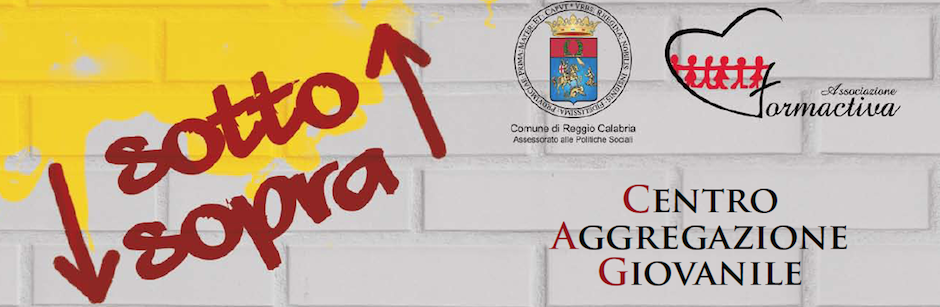 sotto
sopra
Comune di Reggio Calabria
Assessorato alle Politiche Sociali
Associazione
Formactiva
CENTRO
AGGREGAZIONE
GIOVANILE